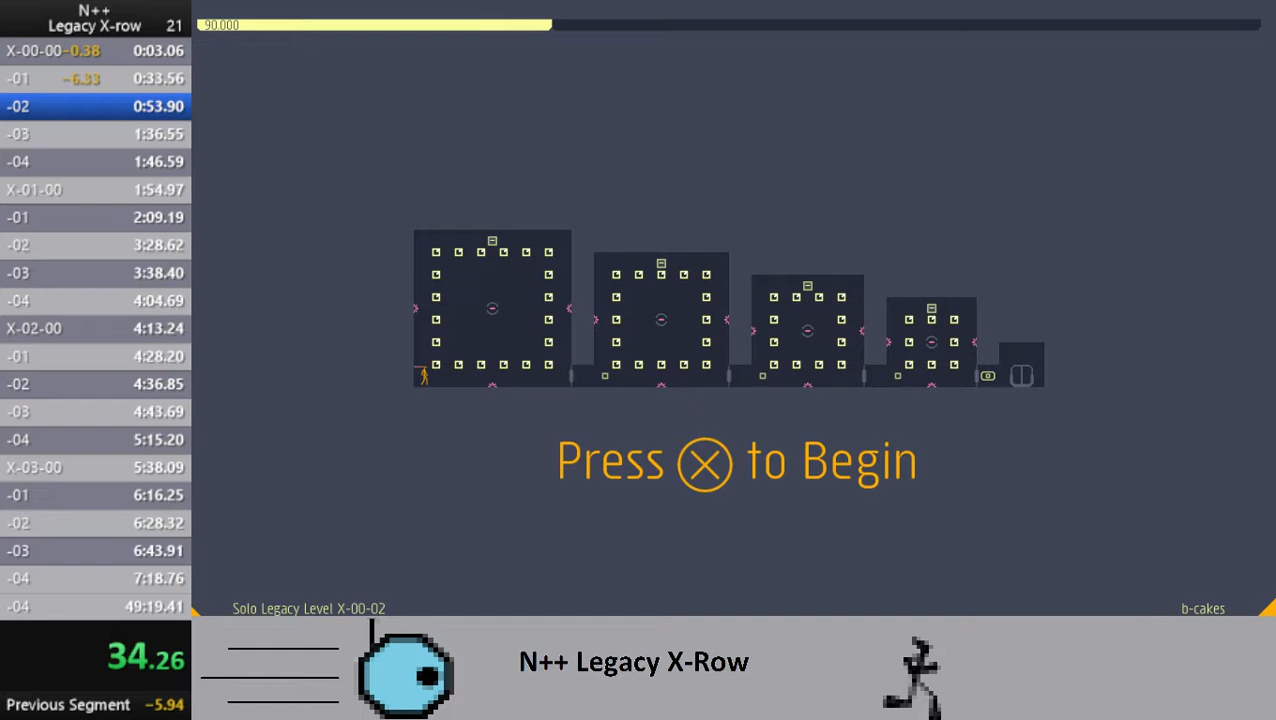 N++
Legacy X-row 21
X-00-00 -0.38 0:03.06
-01 -6.33 0:33.56
-02 0:53.90
-03 1:36.55
-04 1:46.59
X-01-00 1:54.97
-01 2:09.19
-02 3:28.62
-03 3:38.40
-04 4:04.69
X-02-00 4:13.24
-01 4:28.20
-02 4:36.85
-03 4:43.69
-04 5:15.20
X-03-00 5:38.09
-01 6:16.25
-02 6:28.32
-03 6:43.91
-04 7:18.76
-04 49:19.41
34.26
Previous Segment -5.94
90.000
Press X to Begin
Solo Legacy Level X-00-02 b-cakes
N++ Legacy X-Row